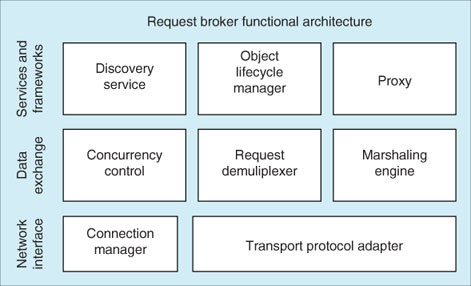 Request broker functional architecture
Services and
frameworks
Discovery
service
Object
lifecycle
manager
Proxy
Data
exchange
Concurrency
control
Request
demuliplexer
Marshaling
engine
Network
interface
Connection
manager
Transport protocol adapter